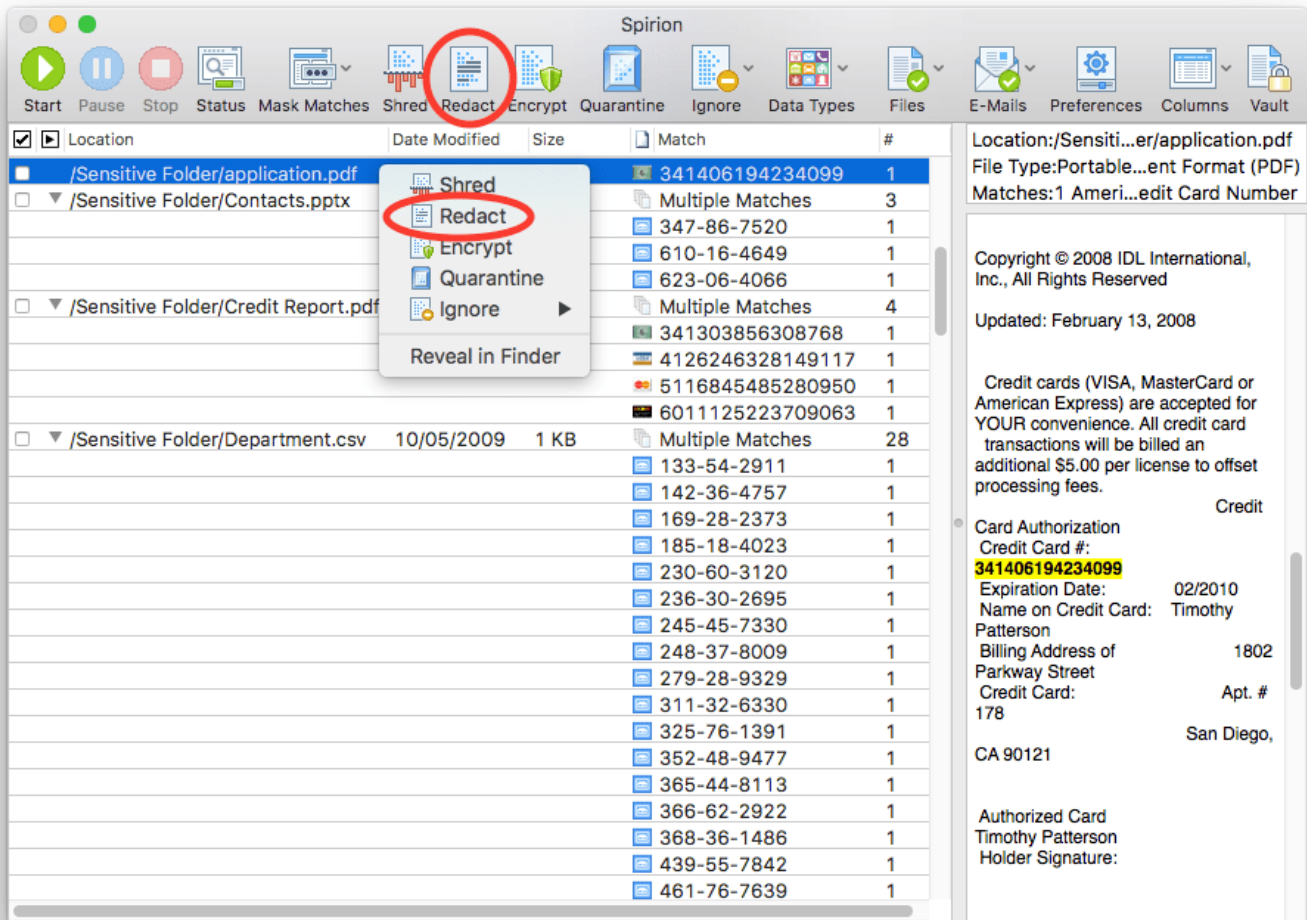 Spirion
Start Pause Stop Status Mask Matches Shred Redact Encrypt Quarantine Ignore Data Types Files E-Mails Preferences Columns Vault
Location Date Modified Size Match #
/Sensitive Folder/application.pdf 341406194234099 1
/Sensitive Folder/Contacts.pptx Multiple Matches 3
347-86-7520 1
610-16-4649 1
623-06-4066 1
/Sensitive Folder/Credit Report.pdf Multiple Matches 4
341303856308768 1
4126246328149117 1
5116845485280950 1
6011125223709063 1
/Sensitive Folder/Department.csv 10/05/2009 1 KB Multiple Matches 28
133-54-2911 1
142-36-4757 1
169-28-2373 1
185-18-4023 1
230-60-3120 1
236-30-2695 1
245-45-7330 1
248-37-8009 1
279-28-9329 1
311-32-6330 1
325-76-1391 1
352-48-9477 1
365-44-8113 1
366-62-2922 1
368-36-1486 1
439-55-7842 1
461-76-7639 1
Shred
Redact
Encrypt
Quarantine
Ignore
Reveal in Finder
Location:/Sensiti...er/application.pdf
File Type:Portable...ent Format (PDF)
Matches:1 Ameri...edit Card Number
Copyright © 2008 IDL International,
Inc., All Rights Reserved
Updated: February 13, 2008
Credit cards (VISA, MasterCard or
American Express) are accepted for
YOUR convenience. All credit card
transactions will be billed an
additional $5.00 per license to offset
processing fees.
Credit
Card Authorization
Credit Card #:
341406194234099
Expiration Date: 02/2010
Name on Credit Card: Timothy
Patterson
Billing Address of 1802
Parkway Street
Credit Card: Apt. #
178
San Diego,
CA 90121
Authorized Card
Timothy Patterson
Holder Signature: